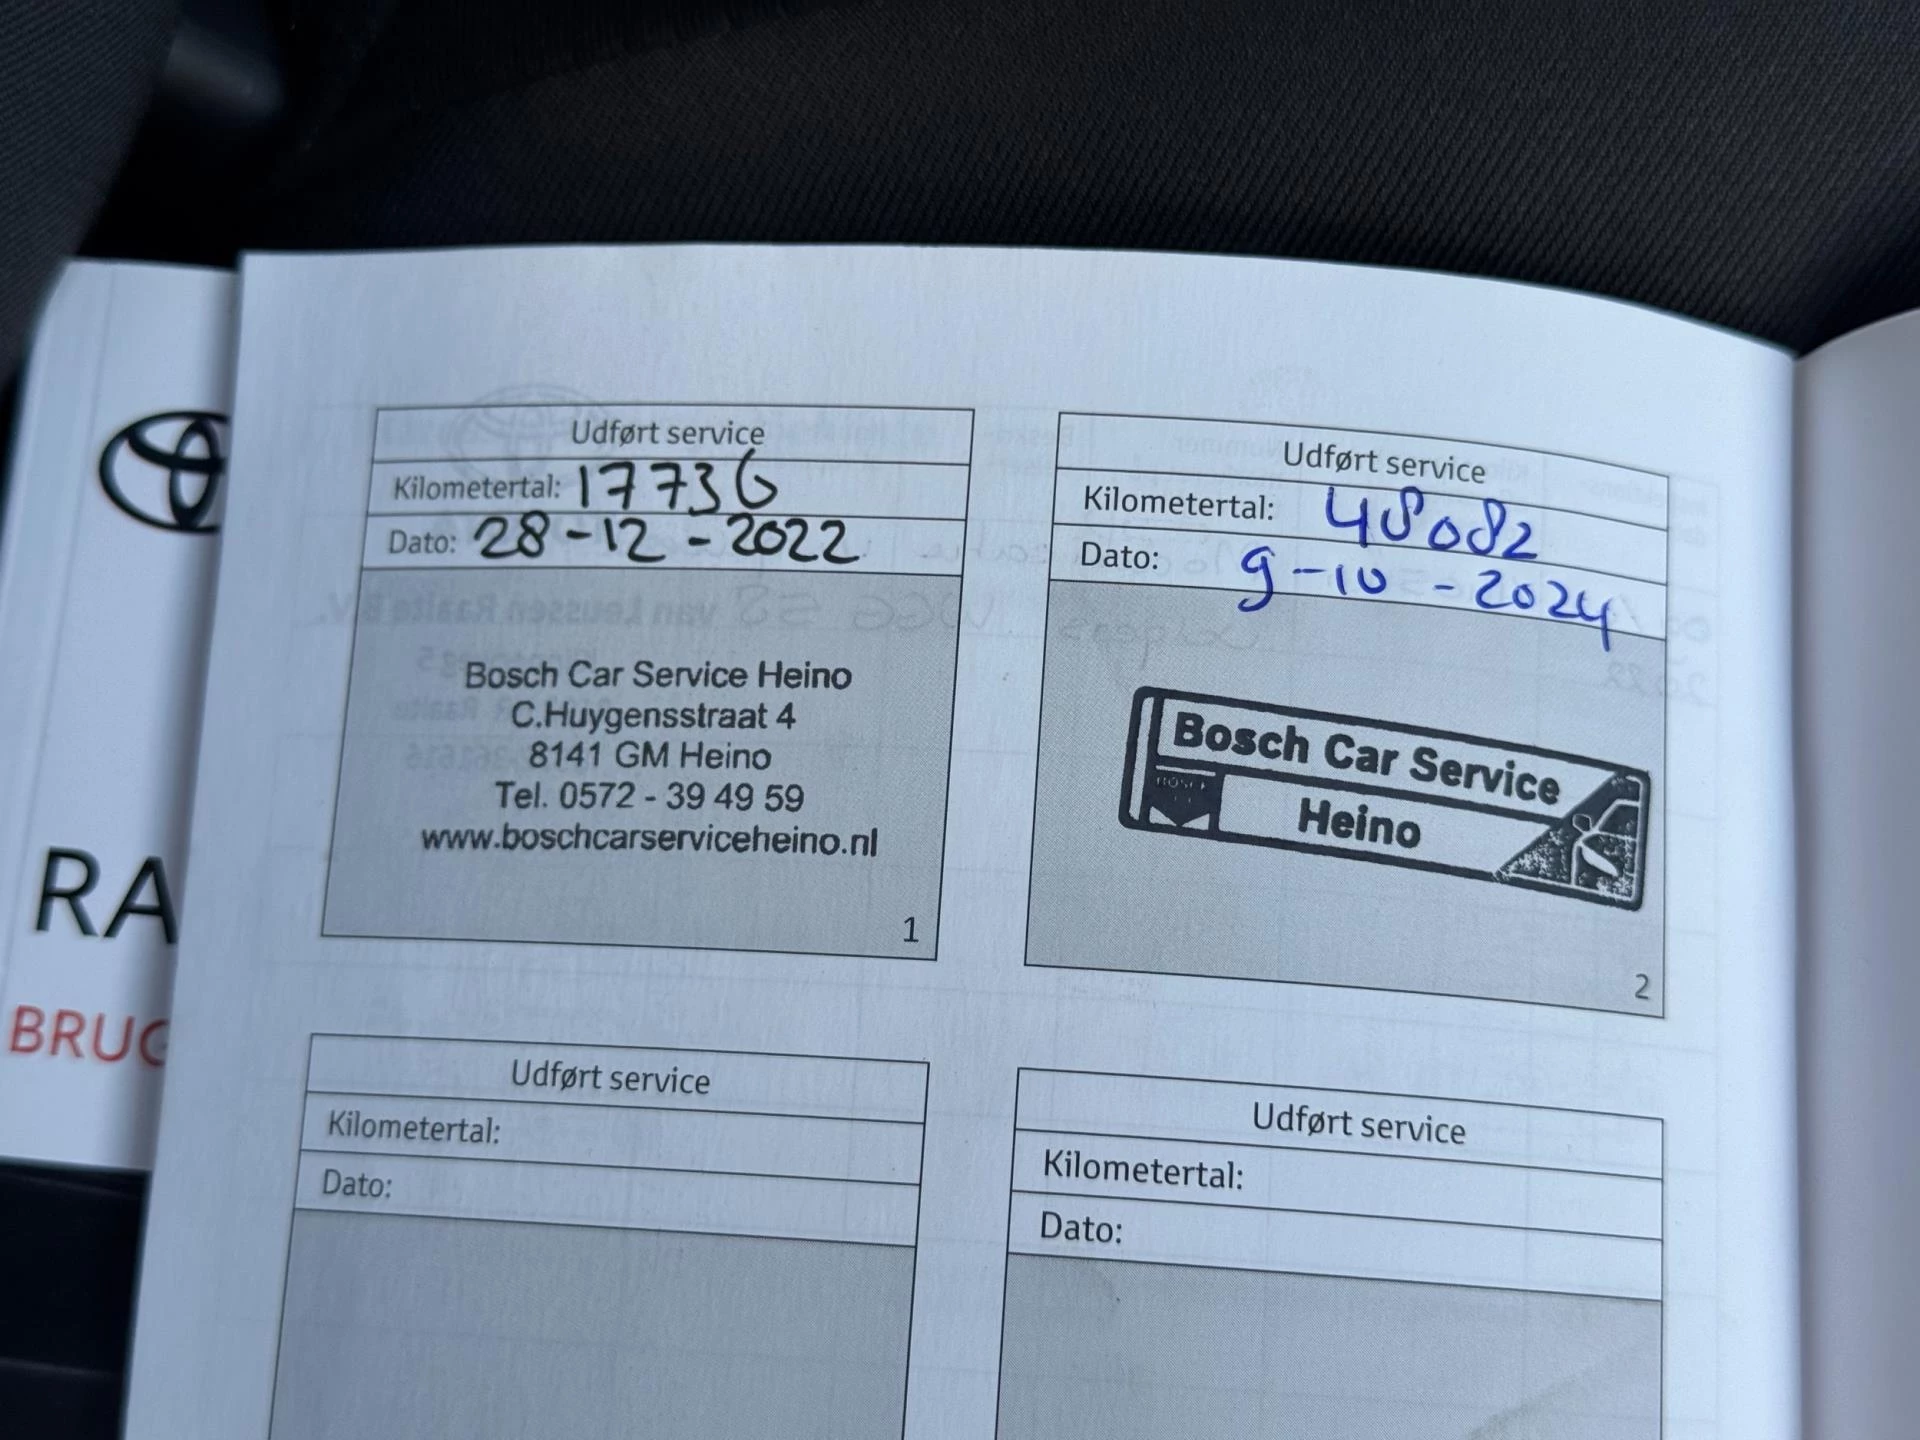 Udført service
Kilometertal: 17736
Dato: 28-12-2022
Bosch Car Service Heino
C.Huygensstraat 4
8141 GM Heino
Tel. 0572 - 39 49 59
www.boschcarserviceheino.nl
1
Udført service
Kilometertal: 48082
Dato: 9-10-2024
Bosch Car Service
Heino
2
Udført service
Kilometertal:
Dato:
Udført service
Kilometertal:
Dato:
RA
BRUG